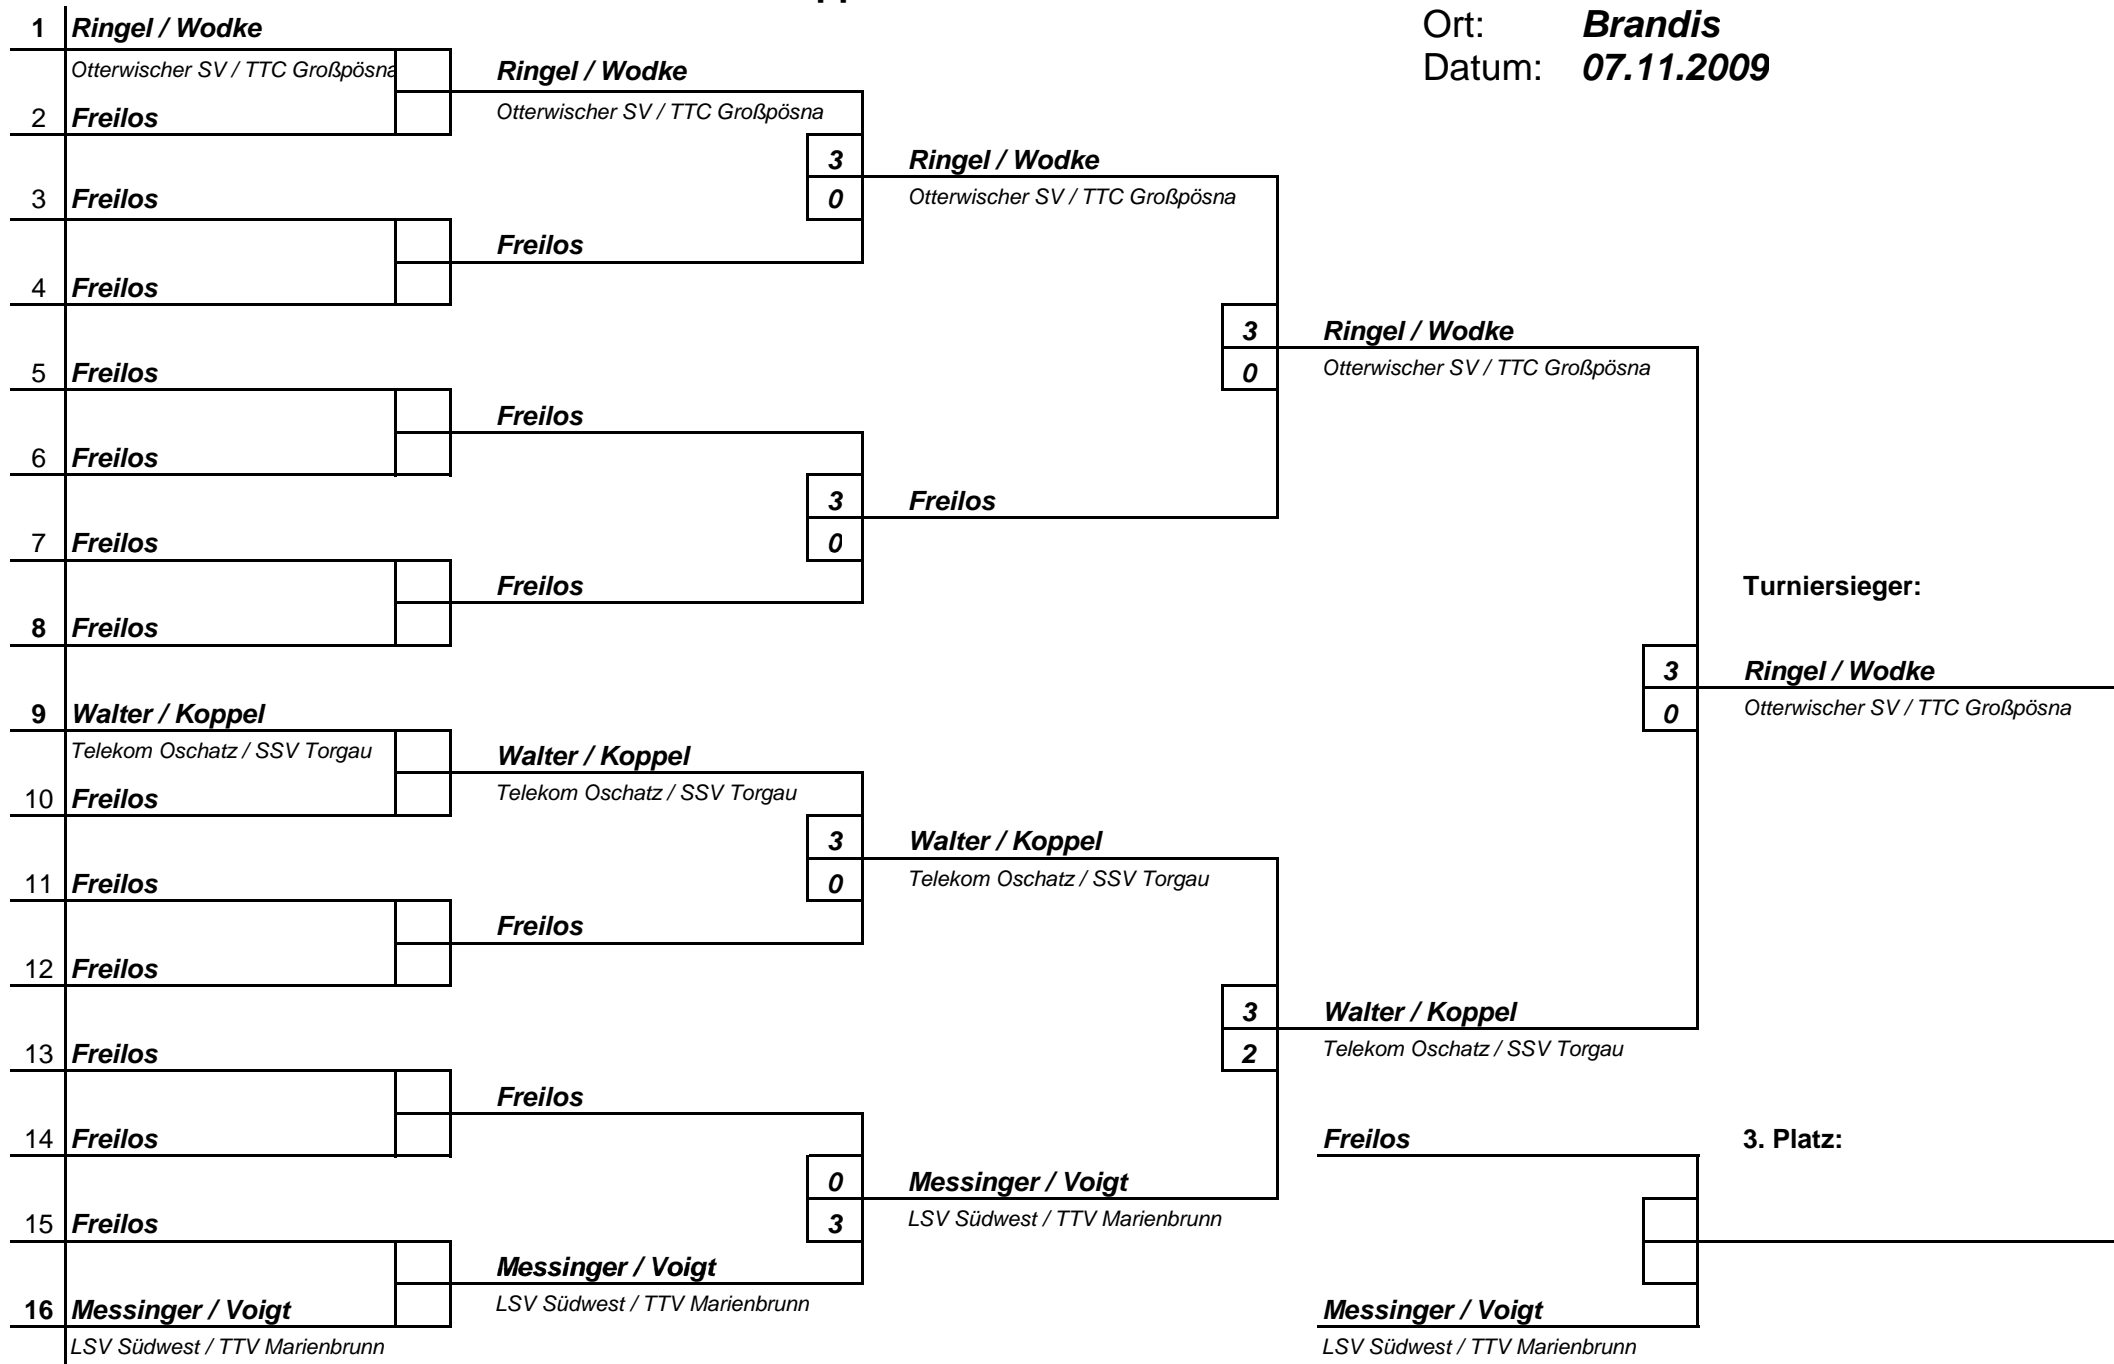 pp
1 Ringel / Wodke
Ort: Brandis
Otterwischer SV / TTC Großpösna
Ringel / Wodke
Datum: 07.11.2009
2 Freilos
Otterwischer SV / TTC Großpösna
3 Ringel / Wodke
3 Freilos
0 Otterwischer SV / TTC Großpösna
Freilos
4 Freilos
3 Ringel / Wodke
5 Freilos
0 Otterwischer SV / TTC Großpösna
Freilos
6 Freilos
3 Freilos
7 Freilos
0
Freilos
Turniersieger:
8 Freilos
3 Ringel / Wodke
9 Walter / Koppel
0 Otterwischer SV / TTC Großpösna
Telekom Oschatz / SSV Torgau
Walter / Koppel
10 Freilos
Telekom Oschatz / SSV Torgau
3 Walter / Koppel
11 Freilos
0 Telekom Oschatz / SSV Torgau
Freilos
12 Freilos
3 Walter / Koppel
13 Freilos
2 Telekom Oschatz / SSV Torgau
Freilos
14 Freilos
Freilos
3. Platz:
0 Messinger / Voigt
15 Freilos
3 LSV Südwest / TTV Marienbrunn
Messinger / Voigt
16 Messinger / Voigt
LSV Südwest / TTV Marienbrunn
Messinger / Voigt
LSV Südwest / TTV Marienbrunn
LSV Südwest / TTV Marienbrunn